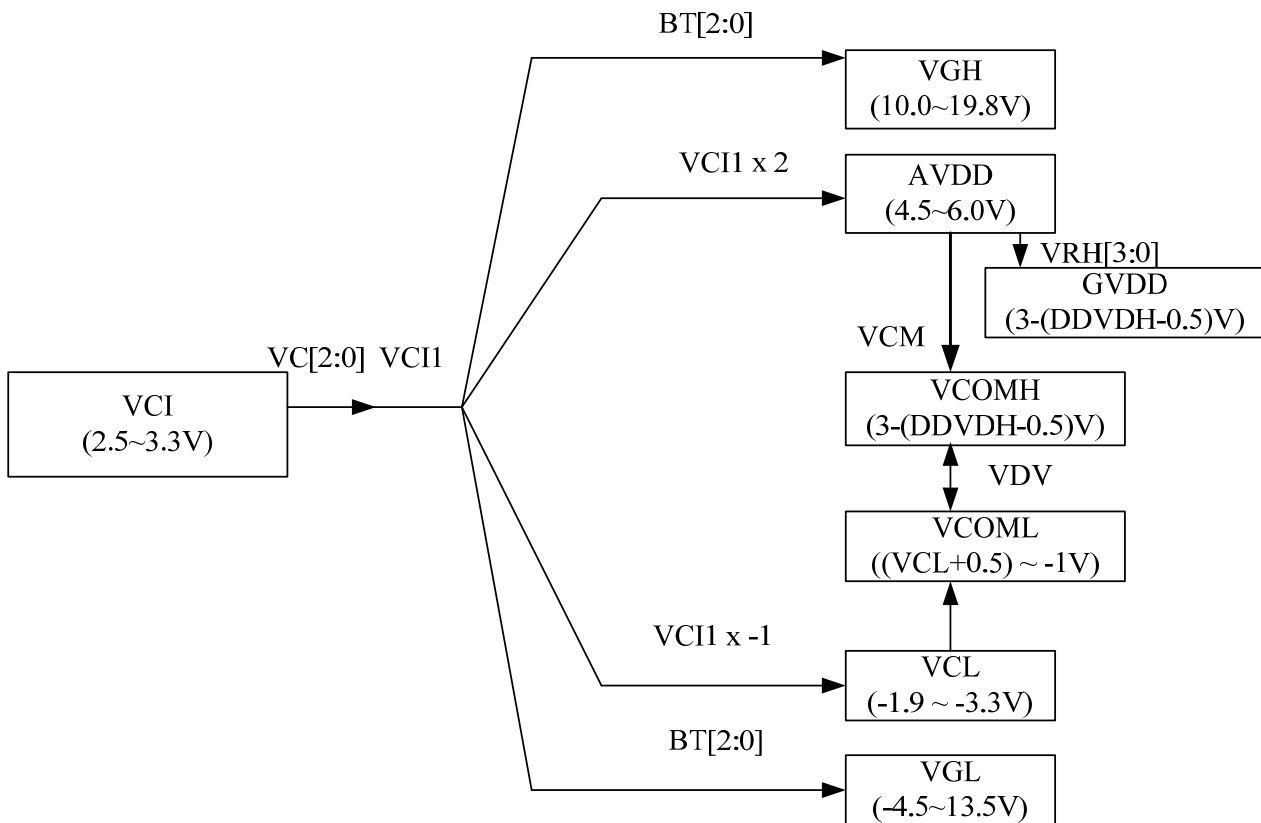 BT[2:0]
VGH
(10.0~19.8V)
VCI1 x 2
AVDD
(4.5~6.0V)
VRH[3:0]
GVDD
(3-(DDVDH-0.5)V)
VCM
VC[2:0] VCI1
VCI
(2.5~3.3V)
VCOMH
(3-(DDVDH-0.5)V)
VDV
VCOML
((VCL+0.5) ~ -1V)
VCI1 x -1
VCL
(-1.9 ~ -3.3V)
BT[2:0]
VGL
(-4.5~13.5V)